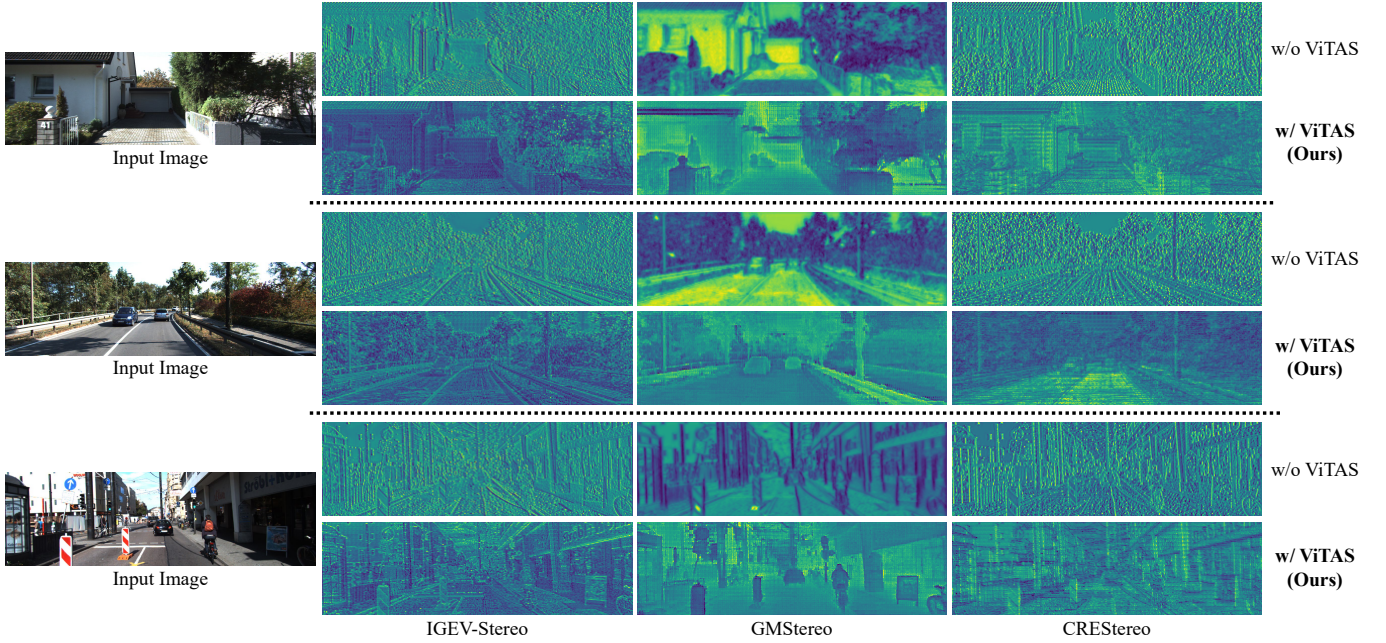 w/o ViTAS
w/ ViTAS
(Ours)
Input Image
w/o ViTAS
w/ ViTAS
(Ours)
Input Image
Ströbl+
w/o ViTAS
w/ ViTAS
(Ours)
Input Image
IGEV-Stereo
GMStereo
CREStereo